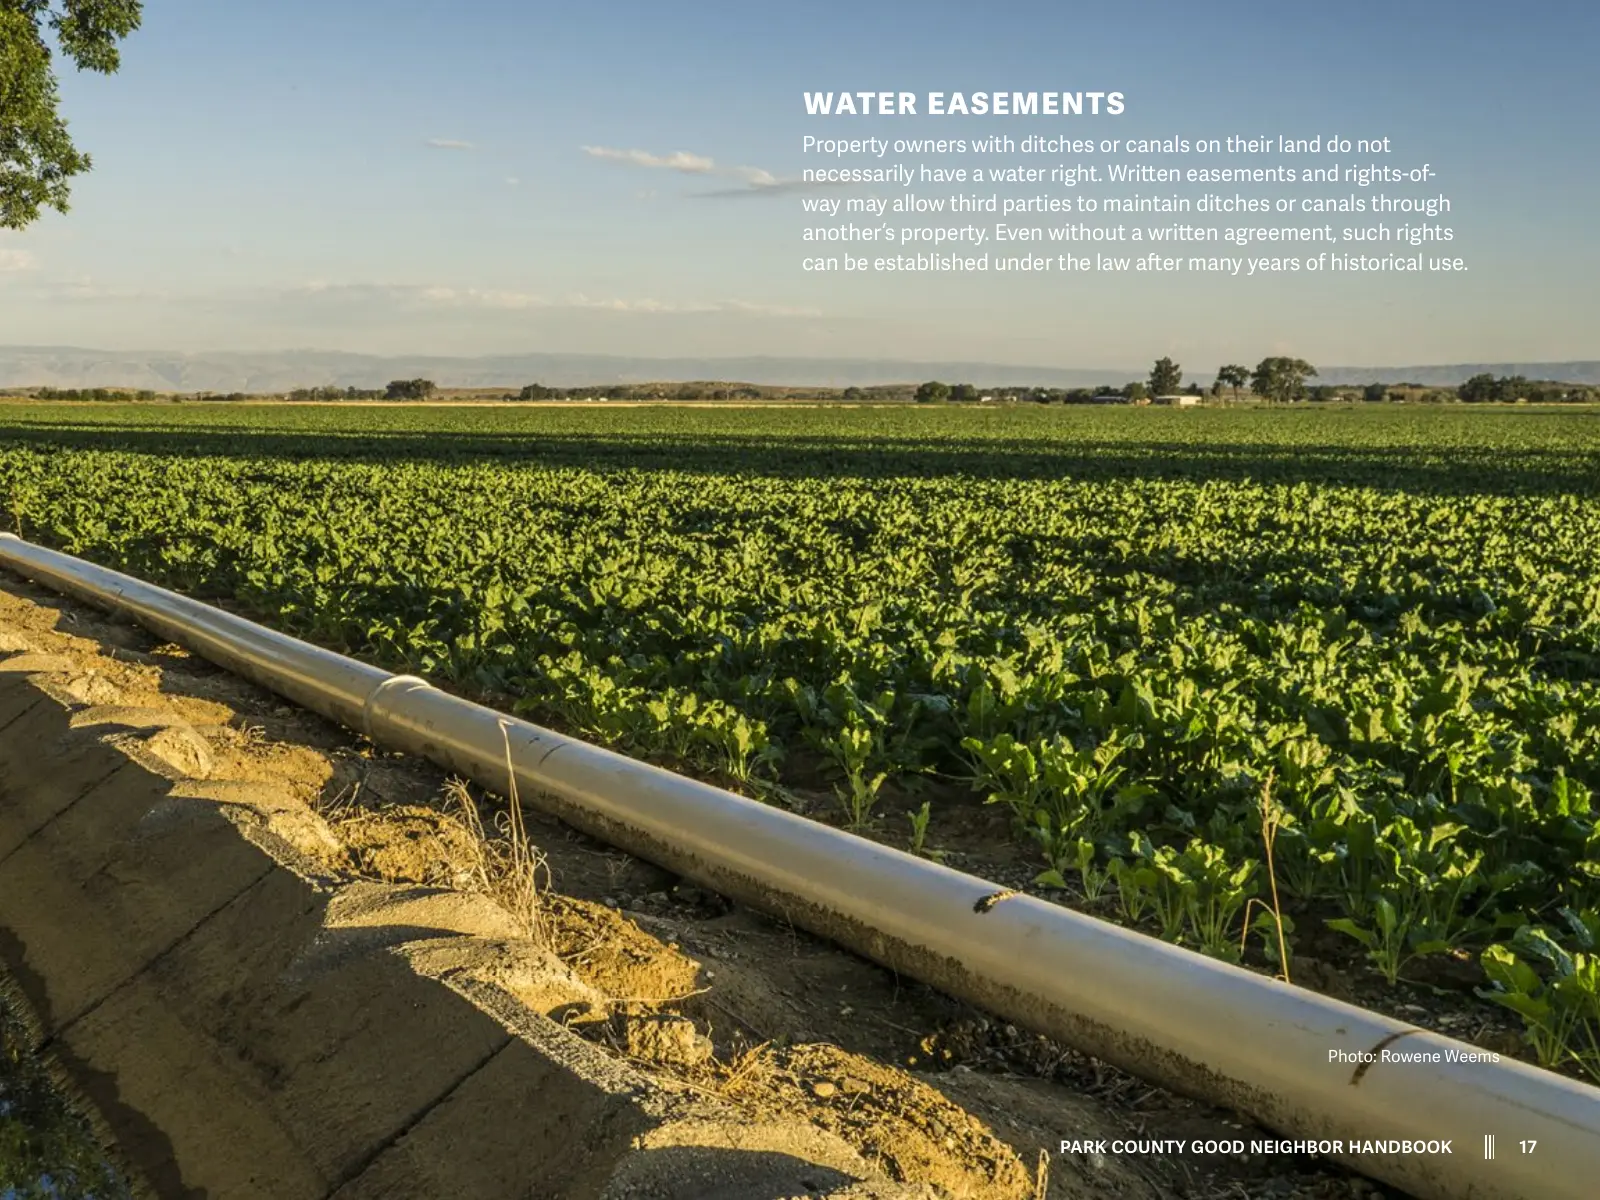 WATER EASEMENTS
Property owners with ditches or canals on their land do not
necessarily have a water right. Written easements and rights-of-
way may allow third parties to maintain ditches or canals through
another’s property. Even without a written agreement, such rights
can be established under the law after many years of historical use.
Photo: Rowene Weems
PARK COUNTY GOOD NEIGHBOR HANDBOOK 17